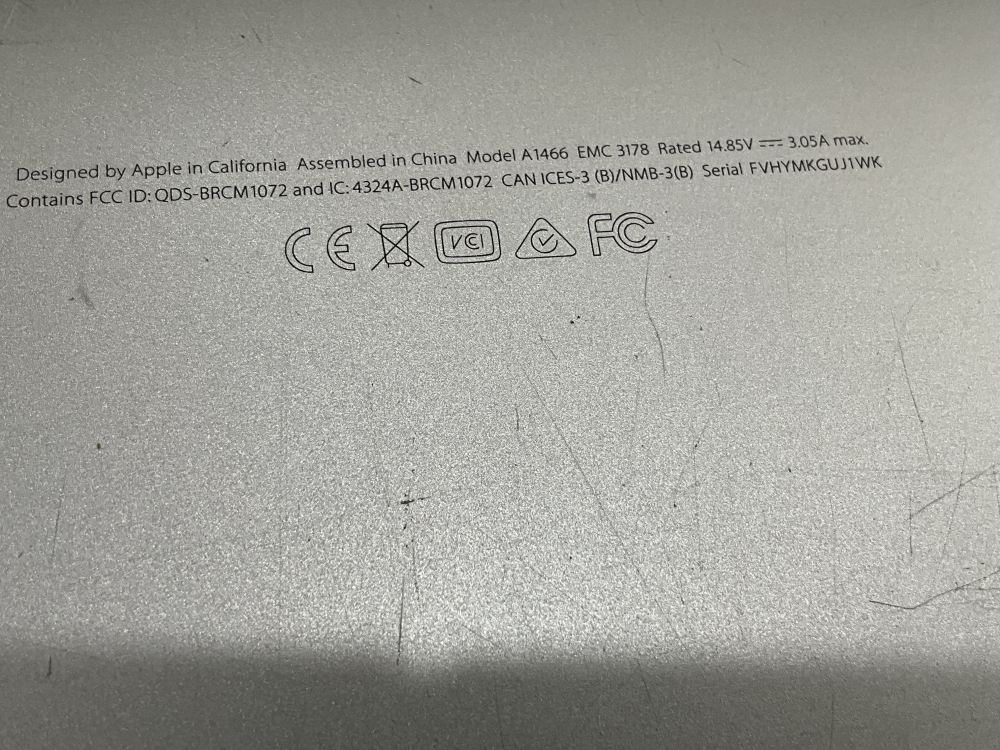 Designed by Apple in California Assembled in China Model A1466 EMC 3178 Rated 14.85V ⎓ 3.05A max.
Contains FCC ID: QDS-BRCM1072 and IC: 4324A-BRCM1072 CAN ICES-3 (B)/NMB-3(B) Serial FVHYMKGUJ1WK
CE VCI FC